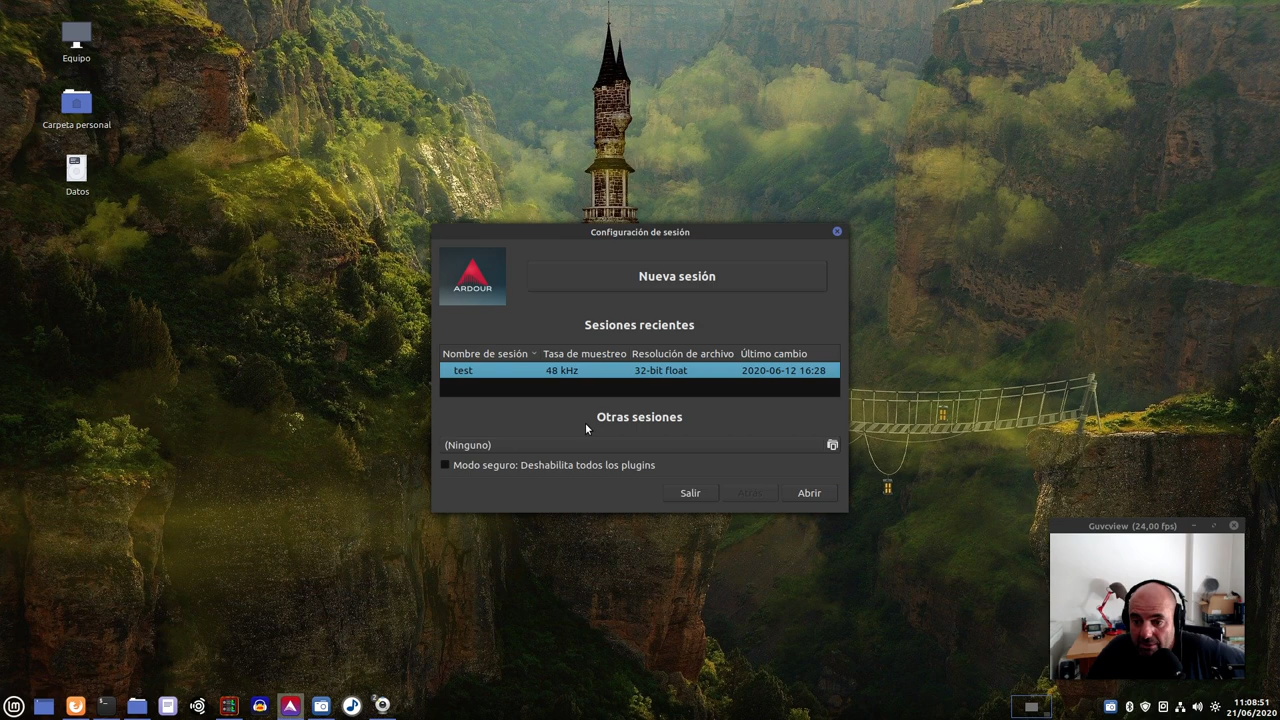 Equipo
Carpeta personal
Datos
Configuración de sesión
ARDOUR
Nueva sesión
Sesiones recientes
Nombre de sesión Tasa de muestreo Resolución de archivo Último cambio
test 48 kHz 32-bit float 2020-06-12 16:28
Otras sesiones
(Ninguno)
Modo seguro: Deshabilita todos los plugins
Salir Atrás Abrir
Guvcview (24,00 fps)
2
11:08:51
21/06/2020